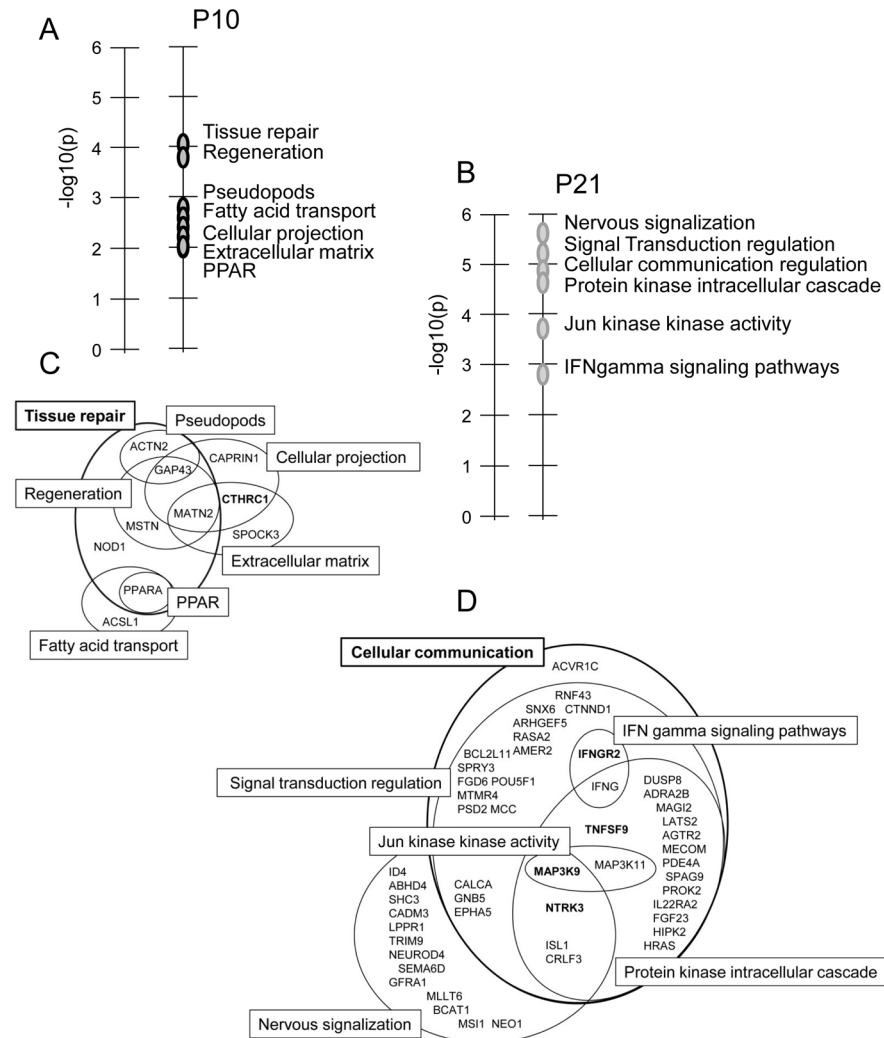 A
P10
6
5
4
3
2
1
0
-log10(p)
Tissue repair
Regeneration
Pseudopods
Fatty acid transport
Cellular projection
Extracellular matrix
PPAR
B
P21
6
5
4
3
2
1
0
-log10(p)
Nervous signalization
Signal Transduction regulation
Cellular communication regulation
Protein kinase intracellular cascade
Jun kinase kinase activity
IFNgamma signaling pathways
C
Tissue repair
Pseudopods
ACTN2
CAPRIN1
Cellular projection
GAP43
Regeneration
CTHRC1
MATN2
MSTN
SPOCK3
NOD1
Extracellular matrix
PPARA
PPAR
ACSL1
Fatty acid transport
D
Cellular communication
ACVR1C
RNF43
SNX6 CTNND1
ARHGEF5
RASA2
AMER2
IFN gamma signaling pathways
IFNGR2
IFNG
BCL2L11
SPRY3
FGD6 POU5F1
MTMR4
PSD2 MCC
Signal transduction regulation
DUSP8
ADRA2B
MAGI2
LATS2
AGTR2
MECOM
PDE4A
SPAG9
PROK2
IL22RA2
FGF23
HIPK2
HRAS
TNFSF9
Jun kinase kinase activity
MAP3K9
MAP3K11
ID4
ABHD4
SHC3
CADM3
LPPR1
TRIM9
NEUROD4
SEMA6D
GFRA1
MLLT6
BCAT1
MSI1 NEO1
CALCA
GNB5
EPHA5
NTRK3
ISL1
CRLF3
Protein kinase intracellular cascade
Nervous signalization